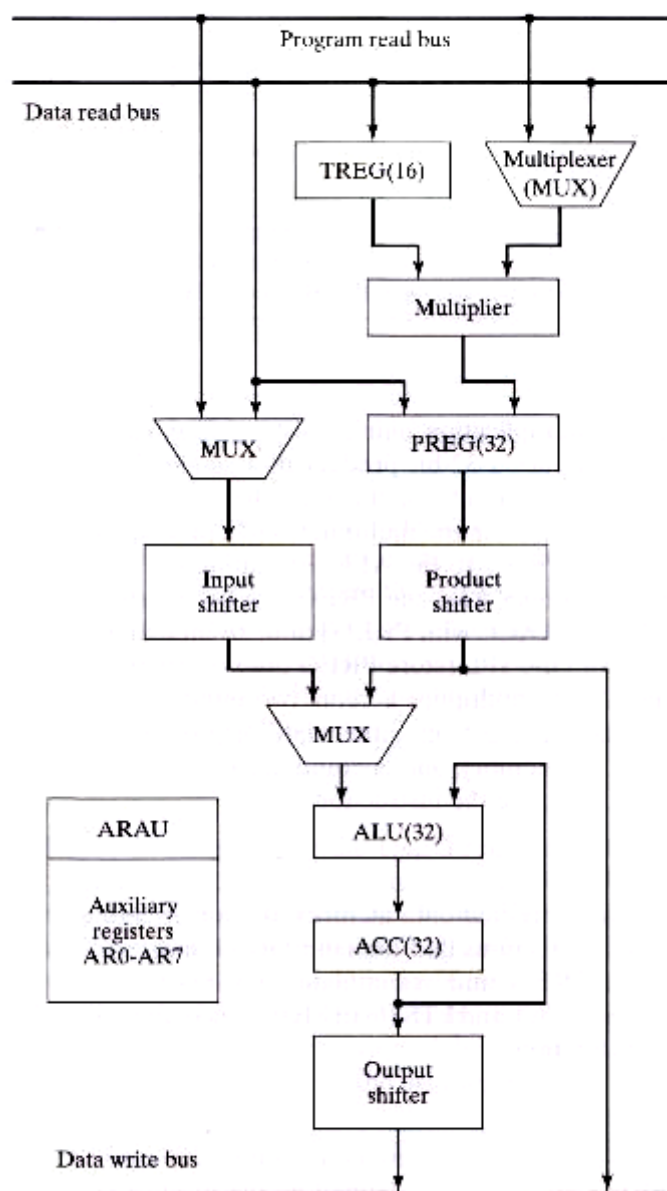 Program read bus
Data read bus
TREG(16)
Multiplexer
(MUX)
Multiplier
MUX
PREG(32)
Input
shifter
Product
shifter
MUX
ARAU
ALU(32)
Auxiliary
registers
AR0-AR7
ACC(32)
Output
shifter
Data write bus